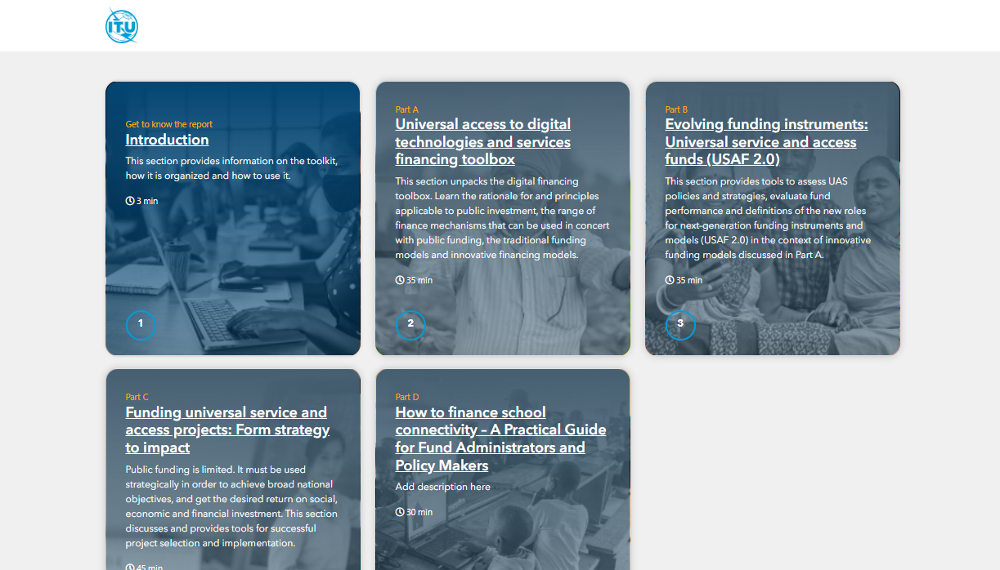 ITU
Get to know the report
Introduction
This section provides information on the toolkit,
how it is organized and how to use it.
3 min
1
Part A
Universal access to digital
technologies and services
financing toolbox
This section unpacks the digital financing
toolbox. Learn the rationale for and principles
applicable to public investment, the range of
finance mechanisms that can be used in concert
with public funding, the traditional funding
models and innovative financing models.
35 min
2
Part B
Evolving funding instruments:
Universal service and access
funds (USAF 2.0)
This section provides tools to assess UAS
policies and strategies, evaluate fund
performance and definitions of the new roles
for next-generation funding instruments and
models (USAF 2.0) in the context of innovative
funding models discussed in Part A.
35 min
3
Part C
Funding universal service and
access projects: Form strategy
to impact
Public funding is limited. It must be used
strategically in order to achieve broad national
objectives, and get the desired return on social,
economic and financial investment. This section
discusses and provides tools for successful
project selection and implementation.
45 min
Part D
How to finance school
connectivity – A Practical Guide
for Fund Administrators and
Policy Makers
Add description here
30 min